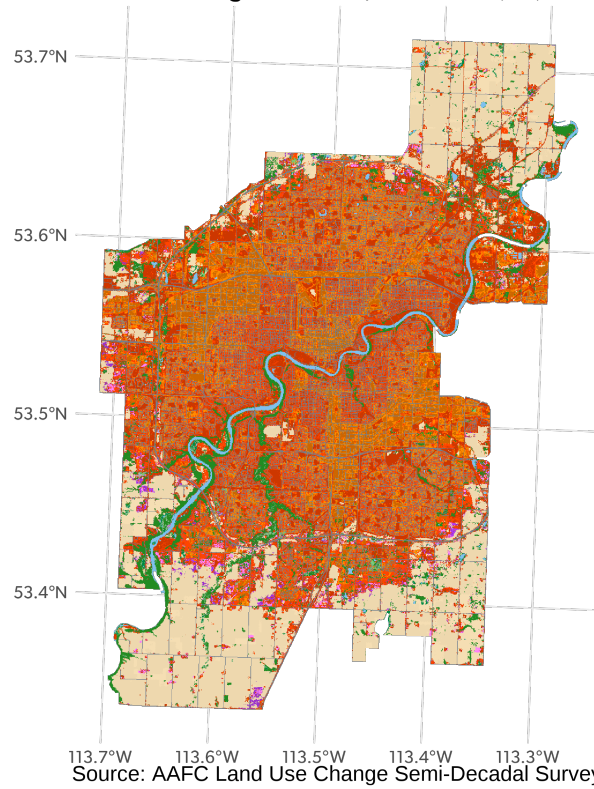 53.7°N
53.6°N
53.5°N
53.4°N
113.7°W 113.6°W 113.5°W 113.4°W 113.3°W
Source: AAFC Land Use Change Semi-Decadal Survey